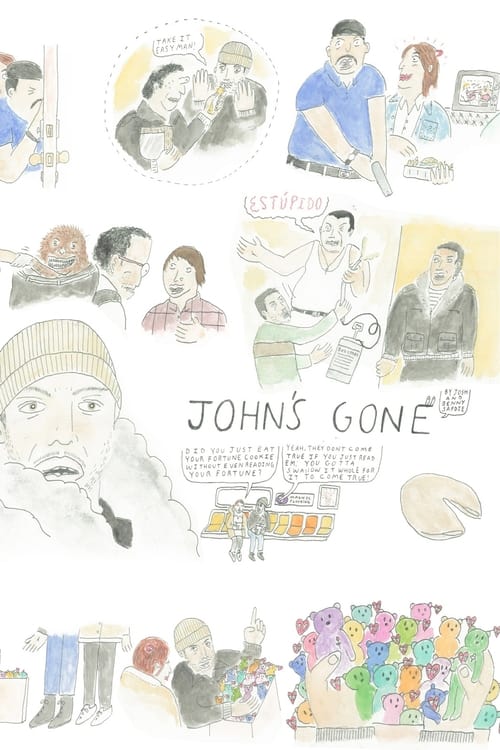 TAKE IT
EASY MAN!
¡ESTÚPIDO!
JOHN'S GONE
BY JOSH
AND
BENNY
SAFDIE
DID YOU JUST EAT
YOUR FORTUNE COOKIE
WITHOUT EVEN READING
YOUR FORTUNE?
YEAH, THEY DON'T COME
TRUE IF YOU JUST READ
EM. YOU GOTTA
SWALLOW IT WHOLE FOR
IT TO COME TRUE!